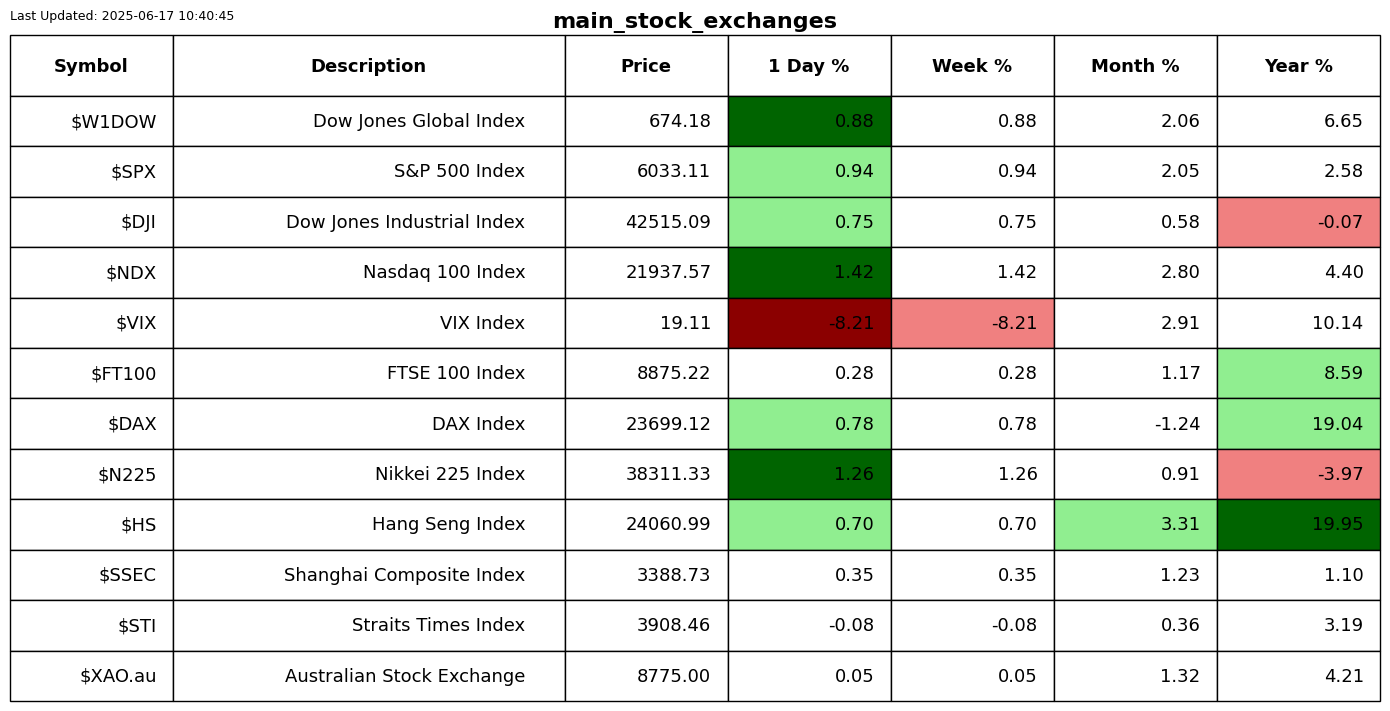 Last Updated: 2025-06-17 10:40:45
main_stock_exchanges
Symbol Description Price 1 Day % Week % Month % Year %
$W1DOW Dow Jones Global Index 674.18 0.88 0.88 2.06 6.65
$SPX S&P 500 Index 6033.11 0.94 0.94 2.05 2.58
$DJI Dow Jones Industrial Index 42515.09 0.75 0.75 0.58 -0.07
$NDX Nasdaq 100 Index 21937.57 1.42 1.42 2.80 4.40
$VIX VIX Index 19.11 -8.21 -8.21 2.91 10.14
$FT100 FTSE 100 Index 8875.22 0.28 0.28 1.17 8.59
$DAX DAX Index 23699.12 0.78 0.78 -1.24 19.04
$N225 Nikkei 225 Index 38311.33 1.26 1.26 0.91 -3.97
$HS Hang Seng Index 24060.99 0.70 0.70 3.31 19.95
$SSEC Shanghai Composite Index 3388.73 0.35 0.35 1.23 1.10
$STI Straits Times Index 3908.46 -0.08 -0.08 0.36 3.19
$XAO.au Australian Stock Exchange 8775.00 0.05 0.05 1.32 4.21